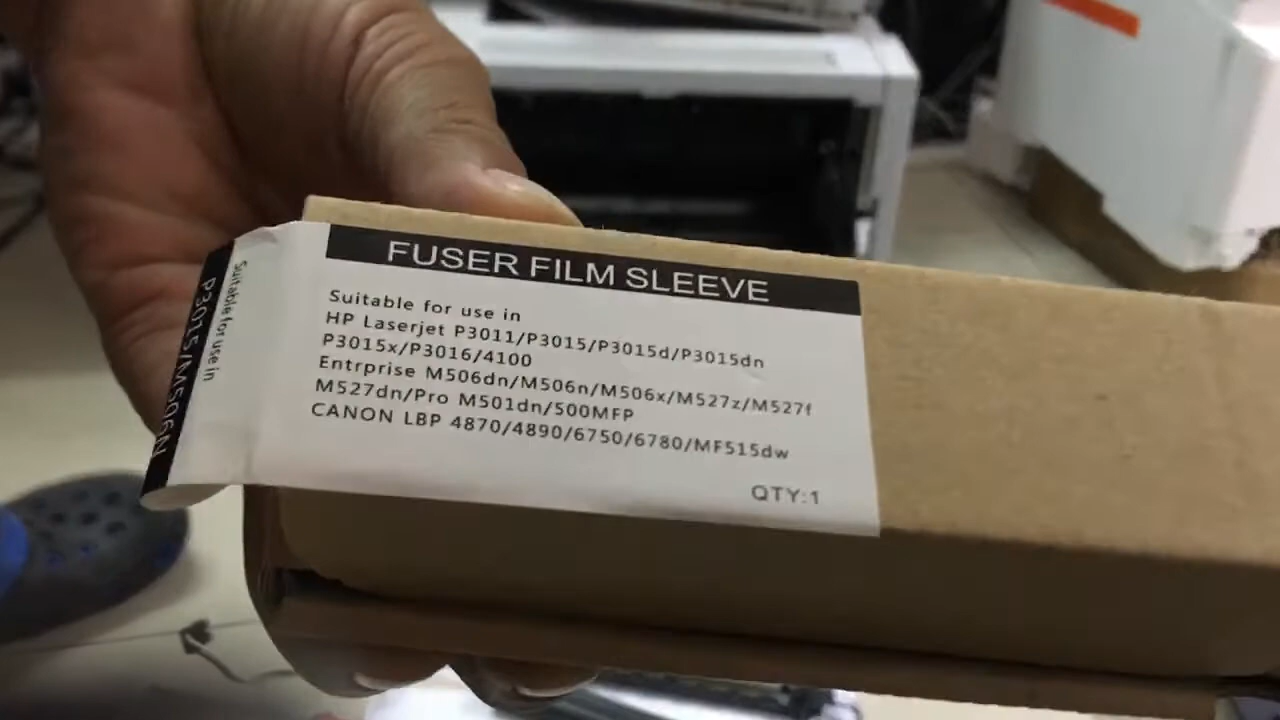 FUSER FILM SLEEVE
Suitable for use in
HP Laserjet P3011/P3015/P3015d/P3015dn
P3015x/P3016/4100
Entrprise M506dn/M506n/M506x/M527z/M527f
M527dn/Pro M501dn/500MFP
CANON LBP 4870/4890/6750/6780/MF515dw
QTY:1
Suitable for use in
P3015/M506N